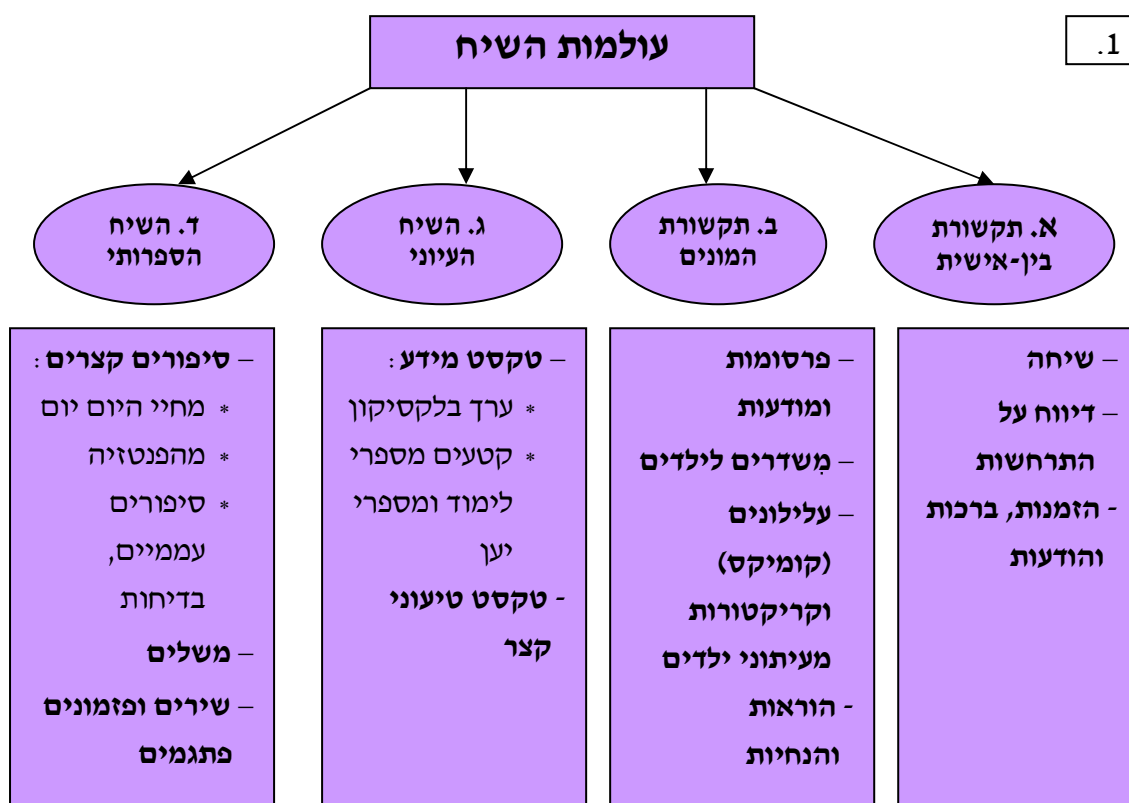 1.
עולמות השיח
א. תקשורת
בין-אישית
ב. תקשורת
המונים
ג. השיח
העיוני
ד. השיח
הספרותי
– שיחה
– דיווח על
התרחשות
- הזמנות, ברכות
והודעות
– פרסומות
ומודעות
– מִשדרים לילדים
– עלילונים
(קומיקס)
וקריקטורות
מעיתוני ילדים
- הוראות
והנחיות
– טקסט מידע:
* ערך בלקסיקון
* קטעים מספרי
לימוד ומספרי
יען
- טקסט טיעוני
קצר
– סיפורים קצרים:
* מחיי היום יום
* מהפנטזיה
* סיפורים
עממיים,
בדיחות
– משלים
– שירים ופזמונים
פתגמים